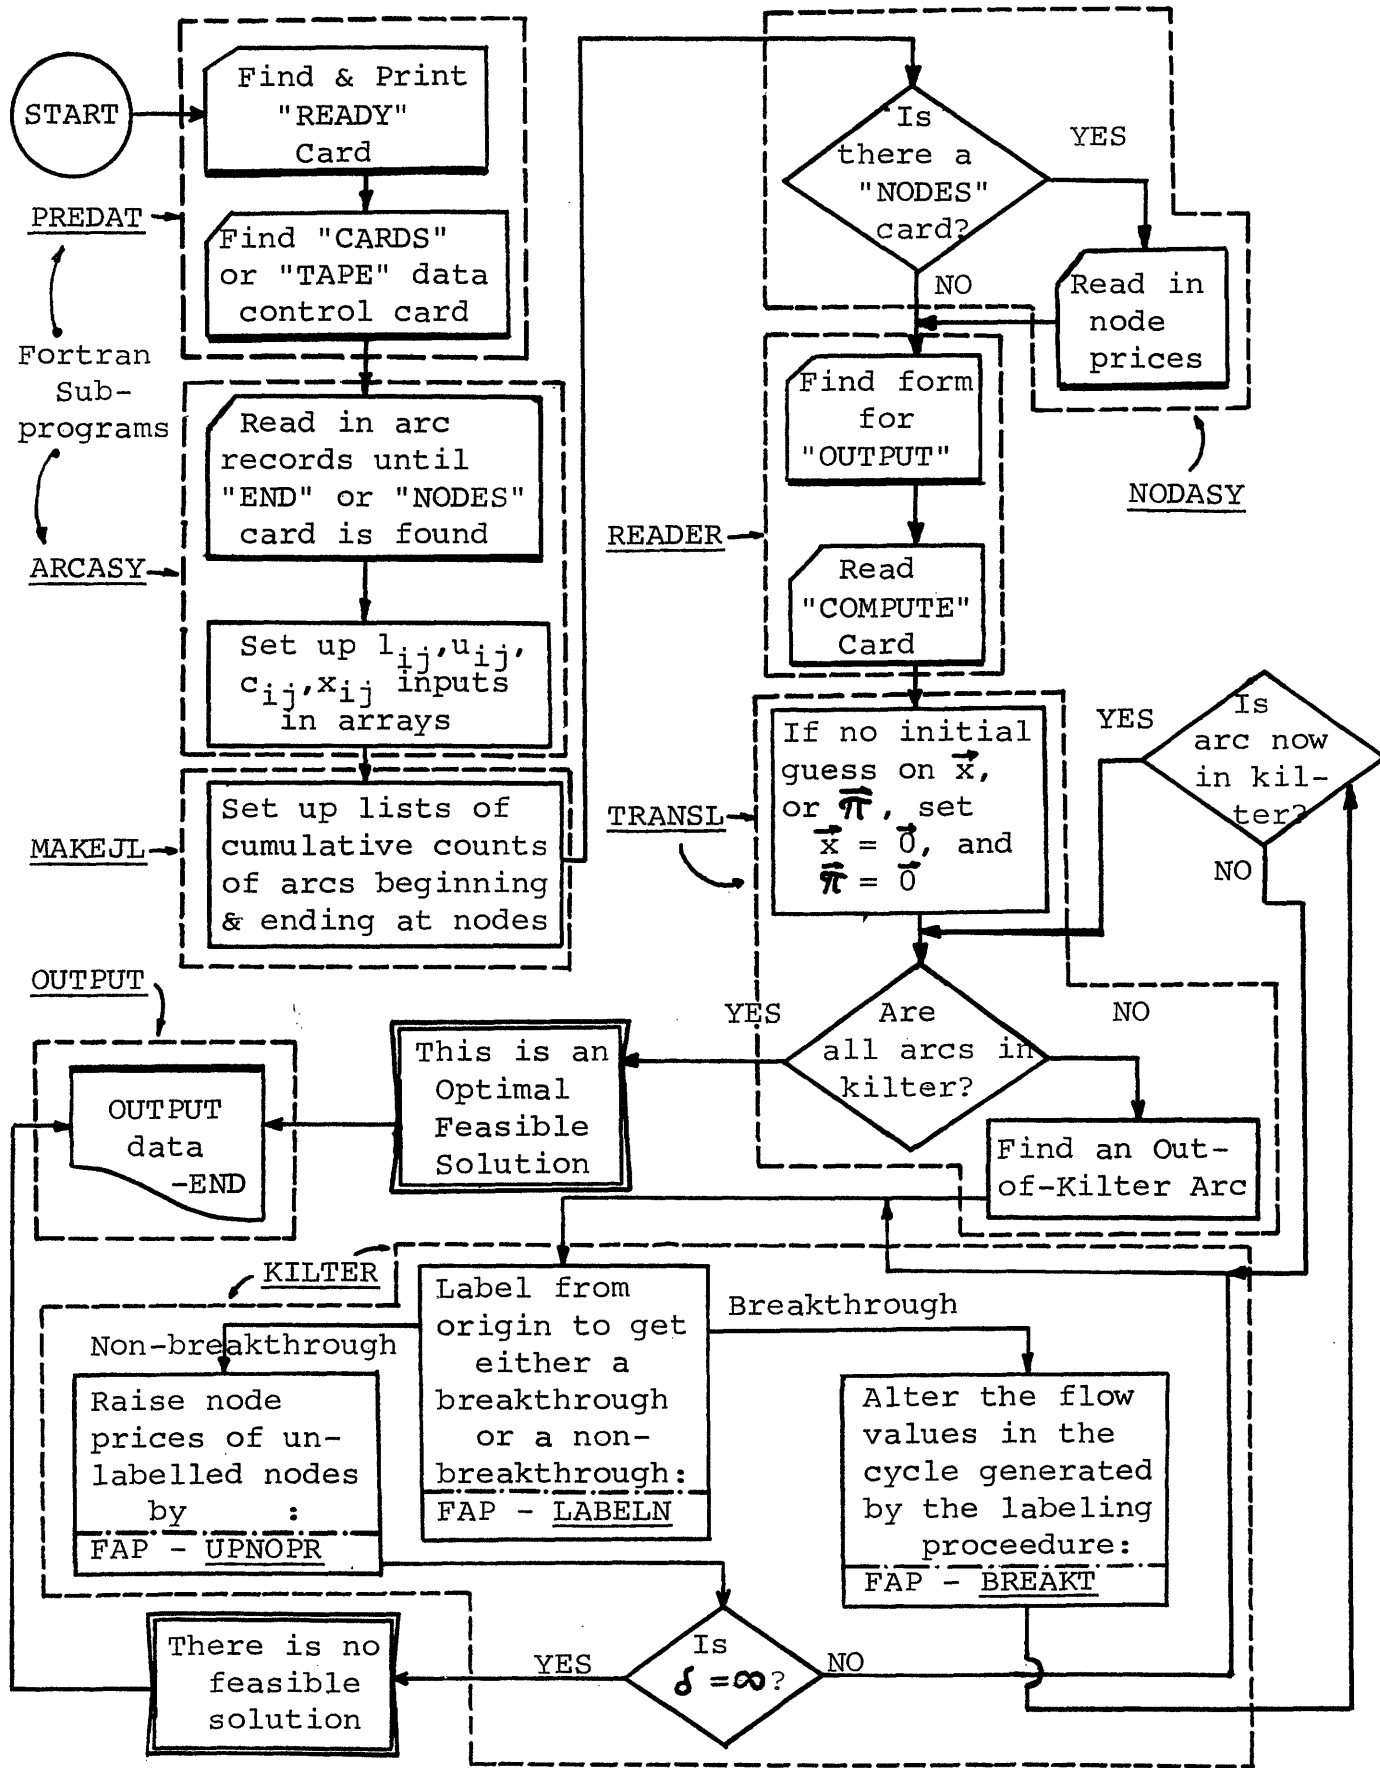 START
Find & Print
"READY"
Card
PREDAT
Find "CARDS"
or "TAPE" data
control card
Fortran
Sub-
programs
Read in arc
records until
"END" or "NODES"
card is found
ARCASY
Set up lij,uij,
cij,xij inputs
in arrays
MAKEJL
Set up lists of
cumulative counts
of arcs beginning
& ending at nodes
Is
there a
"NODES"
card?
YES
NO
Read in
node
prices
NODASY
Find form
for
"OUTPUT"
READER
Read
"COMPUTE"
Card
TRANSL
If no initial
guess on x⃗,
or π⃗, set
x⃗ = 0⃗, and
π⃗ = 0⃗
YES
Is
arc now
in kil-
ter?
NO
Are
all arcs in
kilter?
YES
NO
This is an
Optimal
Feasible
Solution
Find an Out-
of-Kilter Arc
OUTPUT
OUTPUT
data
-END
KILTER
Label from
origin to get
either a
breakthrough
or a non-
breakthrough:
FAP - LABELN
Breakthrough
Non-breakthrough
Raise node
prices of un-
labelled nodes
by :
FAP - UPNOPR
Alter the flow
values in the
cycle generated
by the labeling
proceedure:
FAP - BREAKT
Is
δ =∞?
YES
NO
There is no
feasible
solution